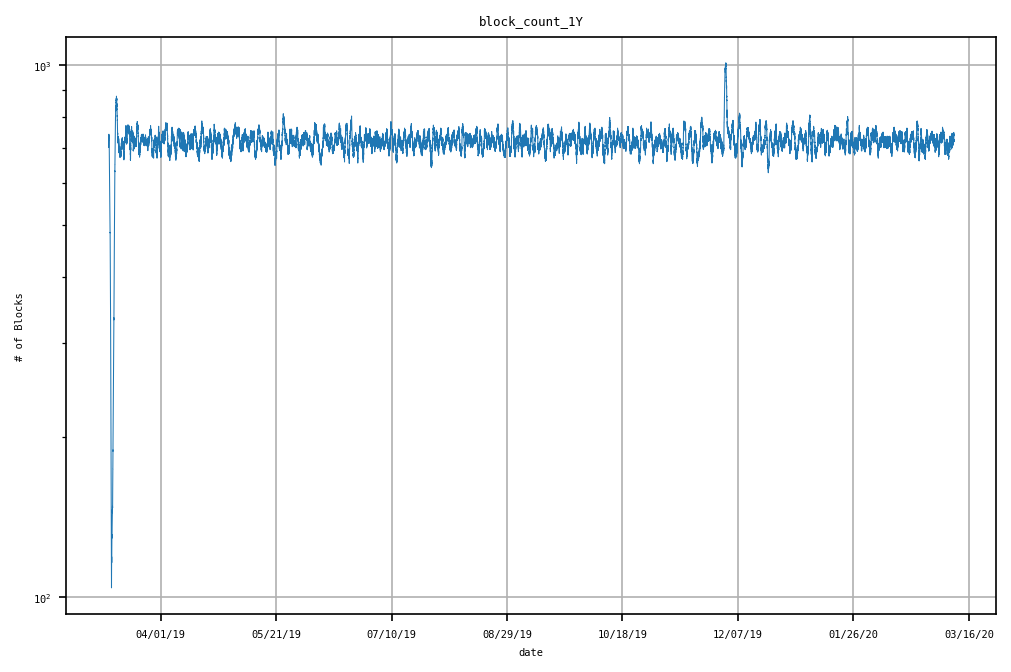 block_count_1Y
10³
10²
# of Blocks
04/01/19 05/21/19 07/10/19 08/29/19 10/18/19 12/07/19 01/26/20 03/16/20
date